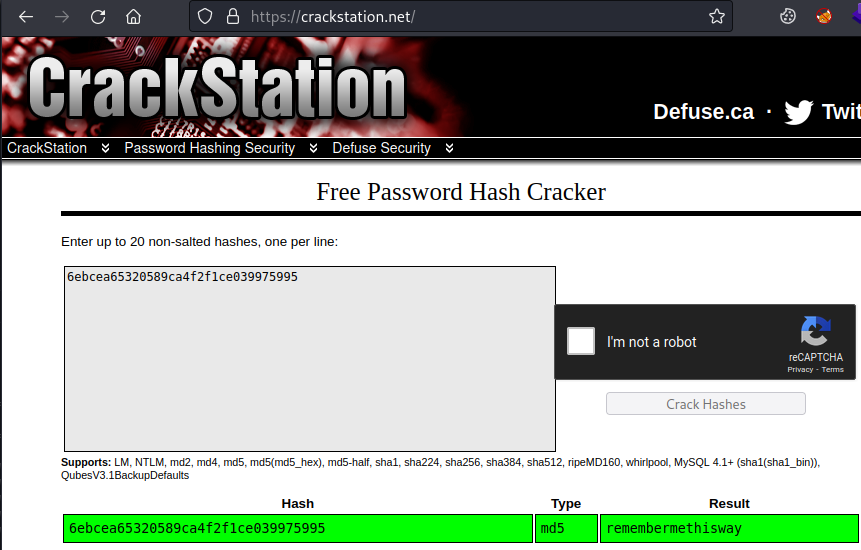 https://crackstation.net/
CrackStation
Defuse.ca · Twit
CrackStation Password Hashing Security Defuse Security
Free Password Hash Cracker
Enter up to 20 non-salted hashes, one per line:
6ebcea65320589ca4f2f1ce039975995
I'm not a robot
reCAPTCHA
Privacy - Terms
Crack Hashes
Supports: LM, NTLM, md2, md4, md5, md5(md5_hex), md5-half, sha1, sha224, sha256, sha384, sha512, ripeMD160, whirlpool, MySQL 4.1+ (sha1(sha1_bin)),
QubesV3.1BackupDefaults
Hash Type Result
6ebcea65320589ca4f2f1ce039975995 md5 remembermethisway